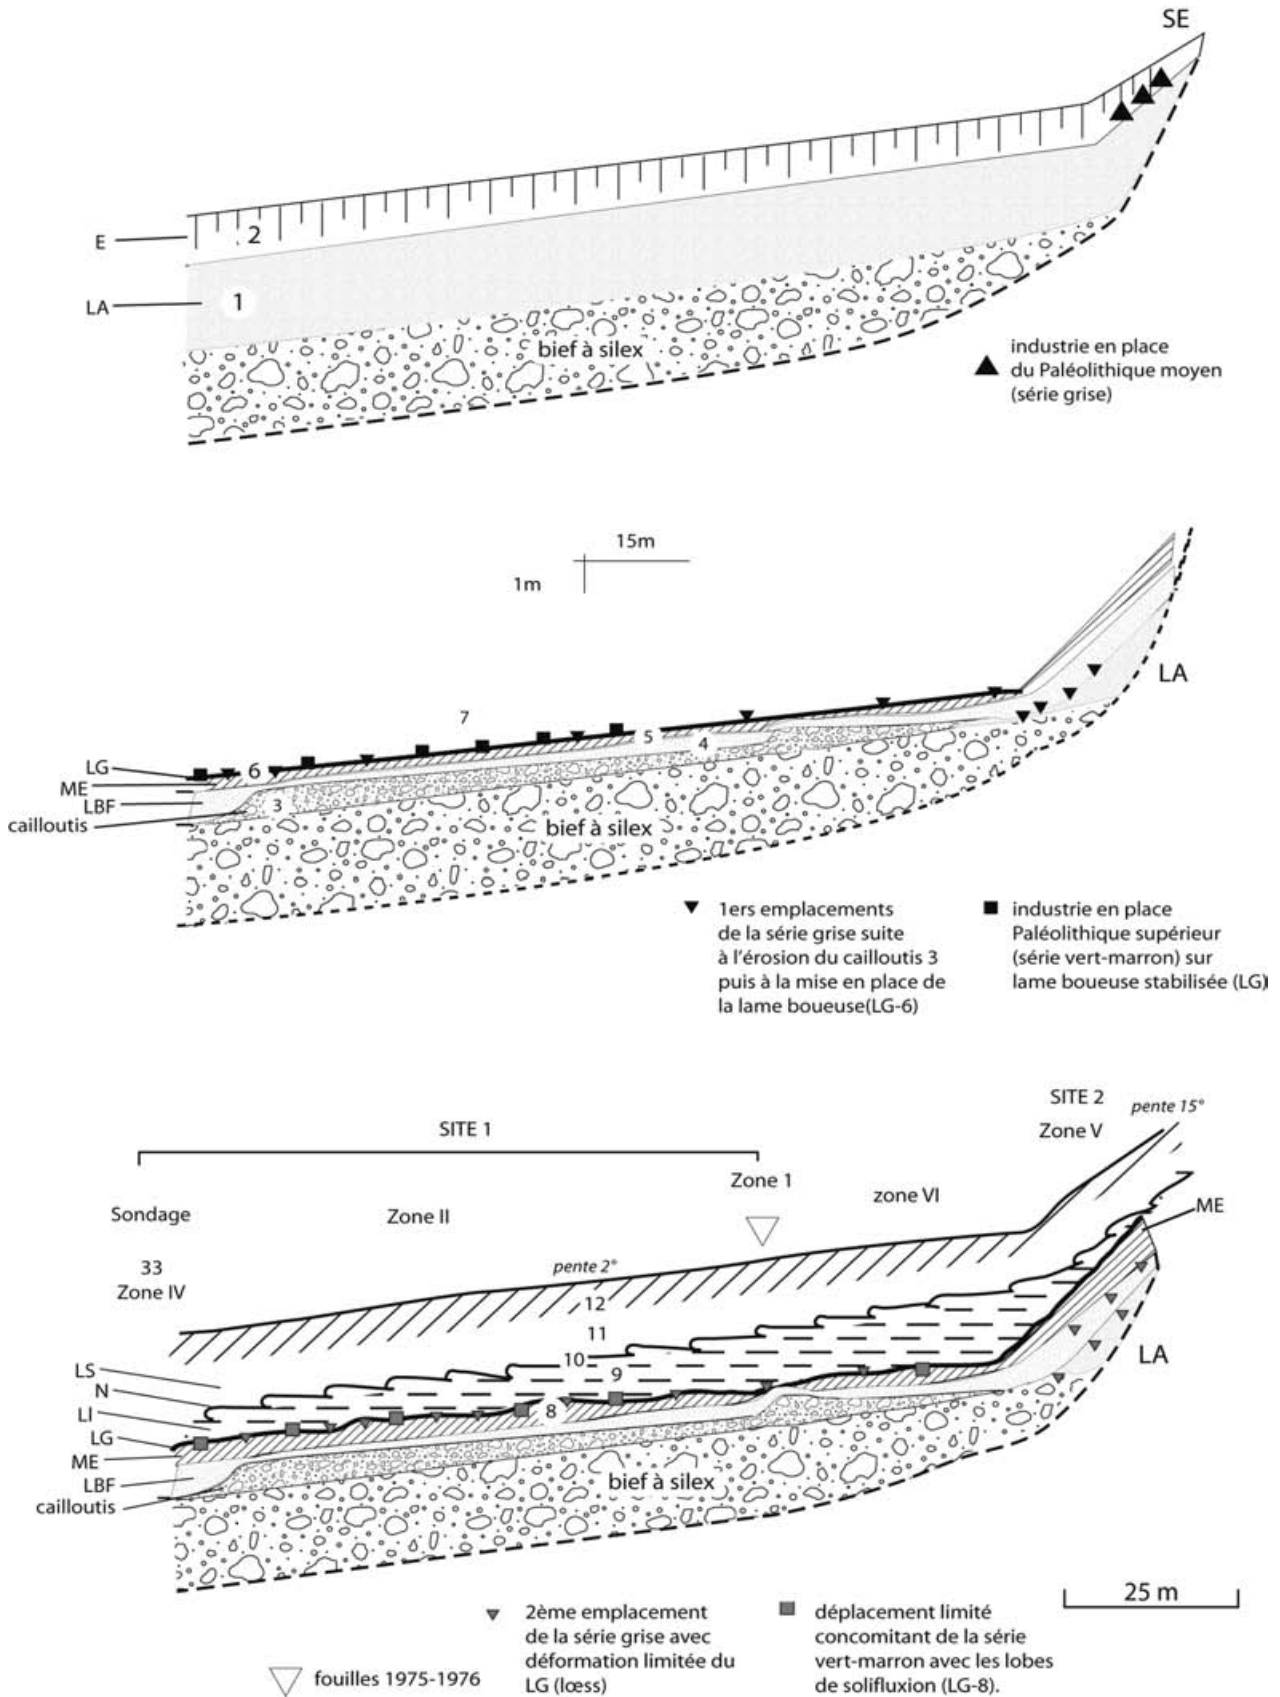 SE
E
2
LA
1
bief à silex
industrie en place
du Paléolithique moyen
(série grise)
15m
1m
LA
7
5
4
LG
6
ME
LBF
3
cailloutis
bief à silex
1ers emplacements
de la série grise suite
à l'érosion du cailloutis 3
puis à la mise en place de
la lame boueuse(LG-6)
industrie en place
Paléolithique supérieur
(série vert-marron) sur
lame boueuse stabilisée (LG)
SITE 2
pente 15°
SITE 1
Zone V
Zone 1
zone VI
Sondage
Zone II
ME
33
Zone IV
pente 2°
12
11
10
9
LA
LS
N
LI
8
LG
ME
LBF
cailloutis
bief à silex
25 m
2ème emplacement
de la série grise avec
déformation limitée du
LG (lœss)
déplacement limité
concomitant de la série
vert-marron avec les lobes
de solifluxion (LG-8).
fouilles 1975-1976